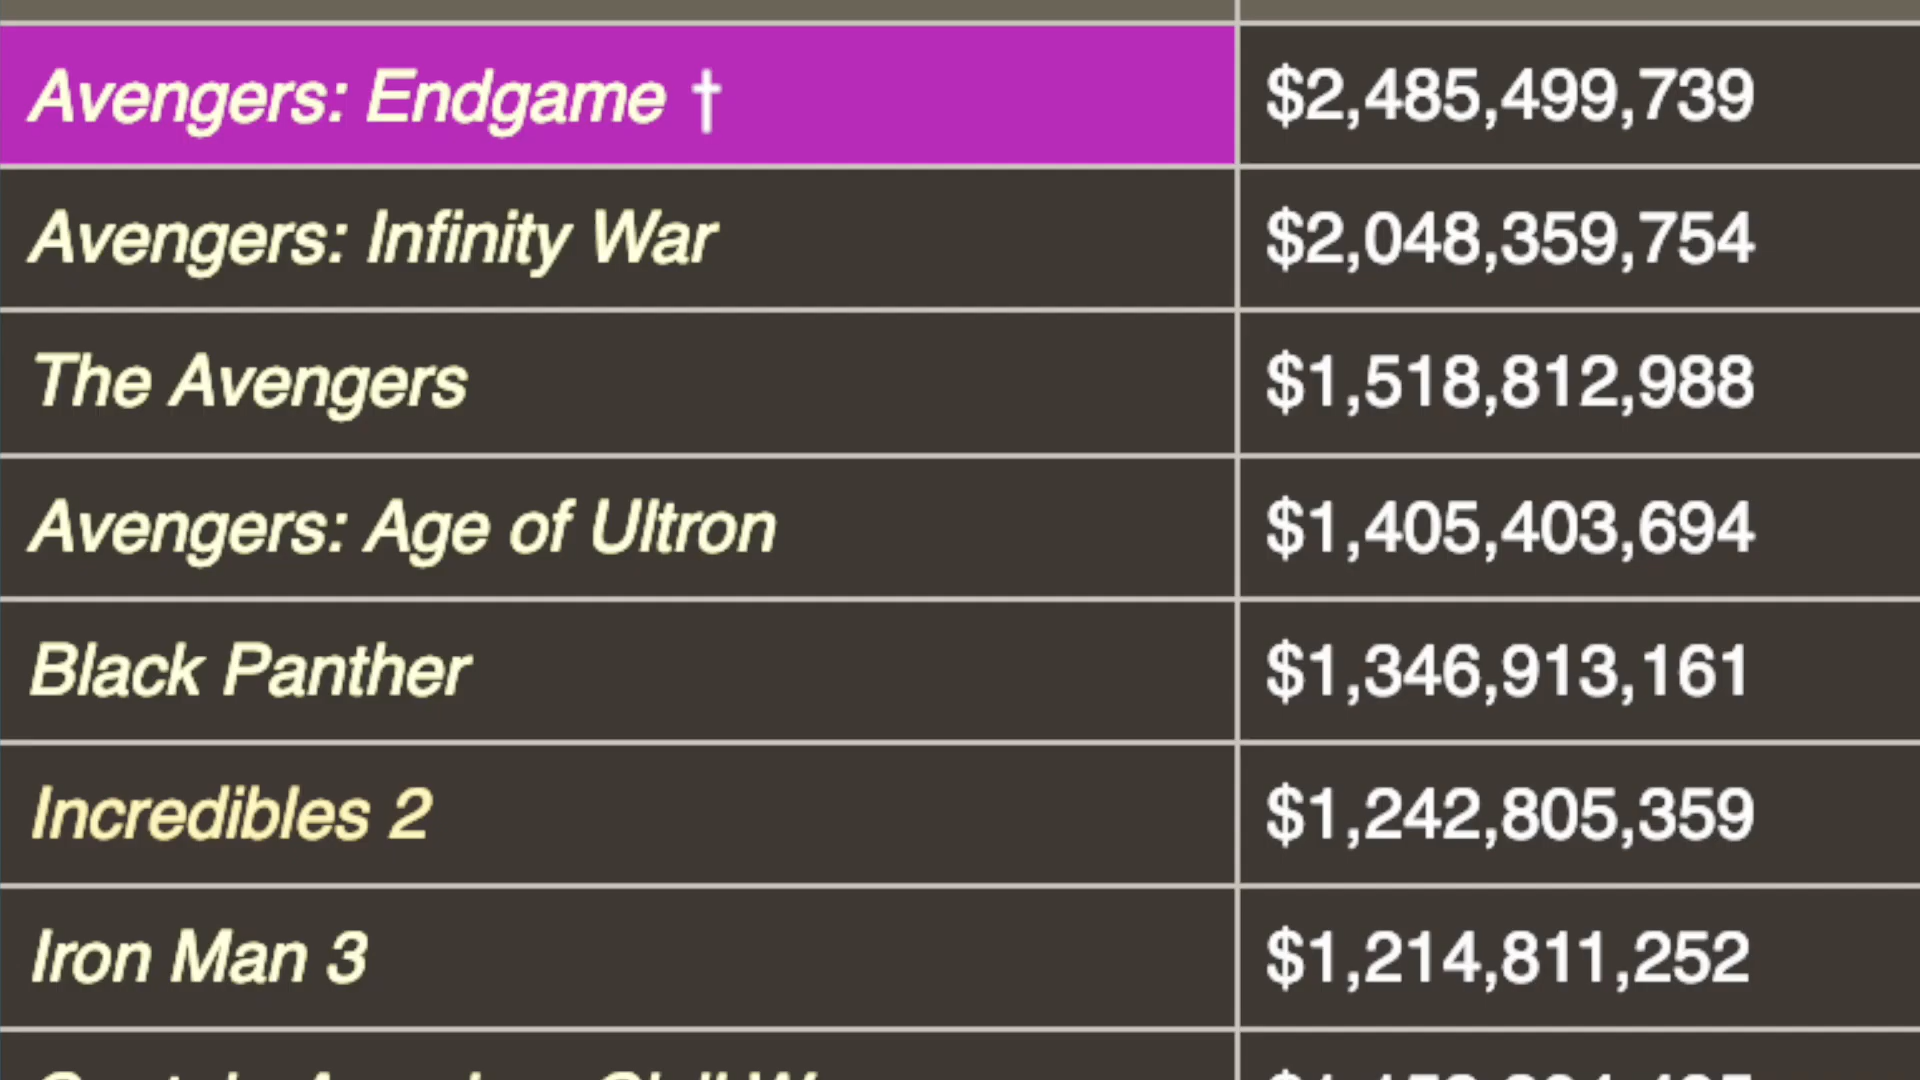 Avengers: Endgame † $2,485,499,739
Avengers: Infinity War $2,048,359,754
The Avengers $1,518,812,988
Avengers: Age of Ultron $1,405,403,694
Black Panther $1,346,913,161
Incredibles 2 $1,242,805,359
Iron Man 3 $1,214,811,252